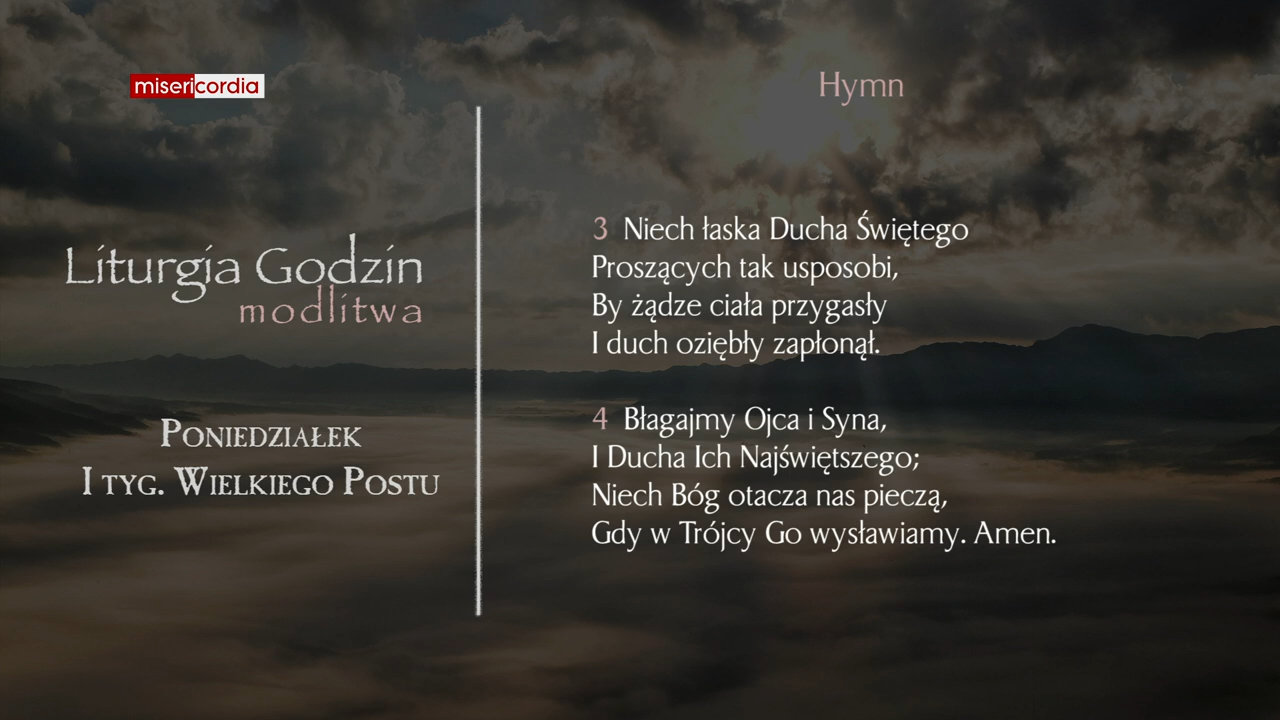 misericordia
Liturgia Godzin
modlitwa
Poniedziałek
I tyg. Wielkiego Postu
Hymn
3 Niech łaska Ducha Świętego
Proszących tak usposobi,
By żądze ciała przygasły
I duch oziębły zapłonął.
4 Błagajmy Ojca i Syna,
I Ducha Ich Najświętszego;
Niech Bóg otacza nas pieczą,
Gdy w Trójcy Go wysławiamy. Amen.